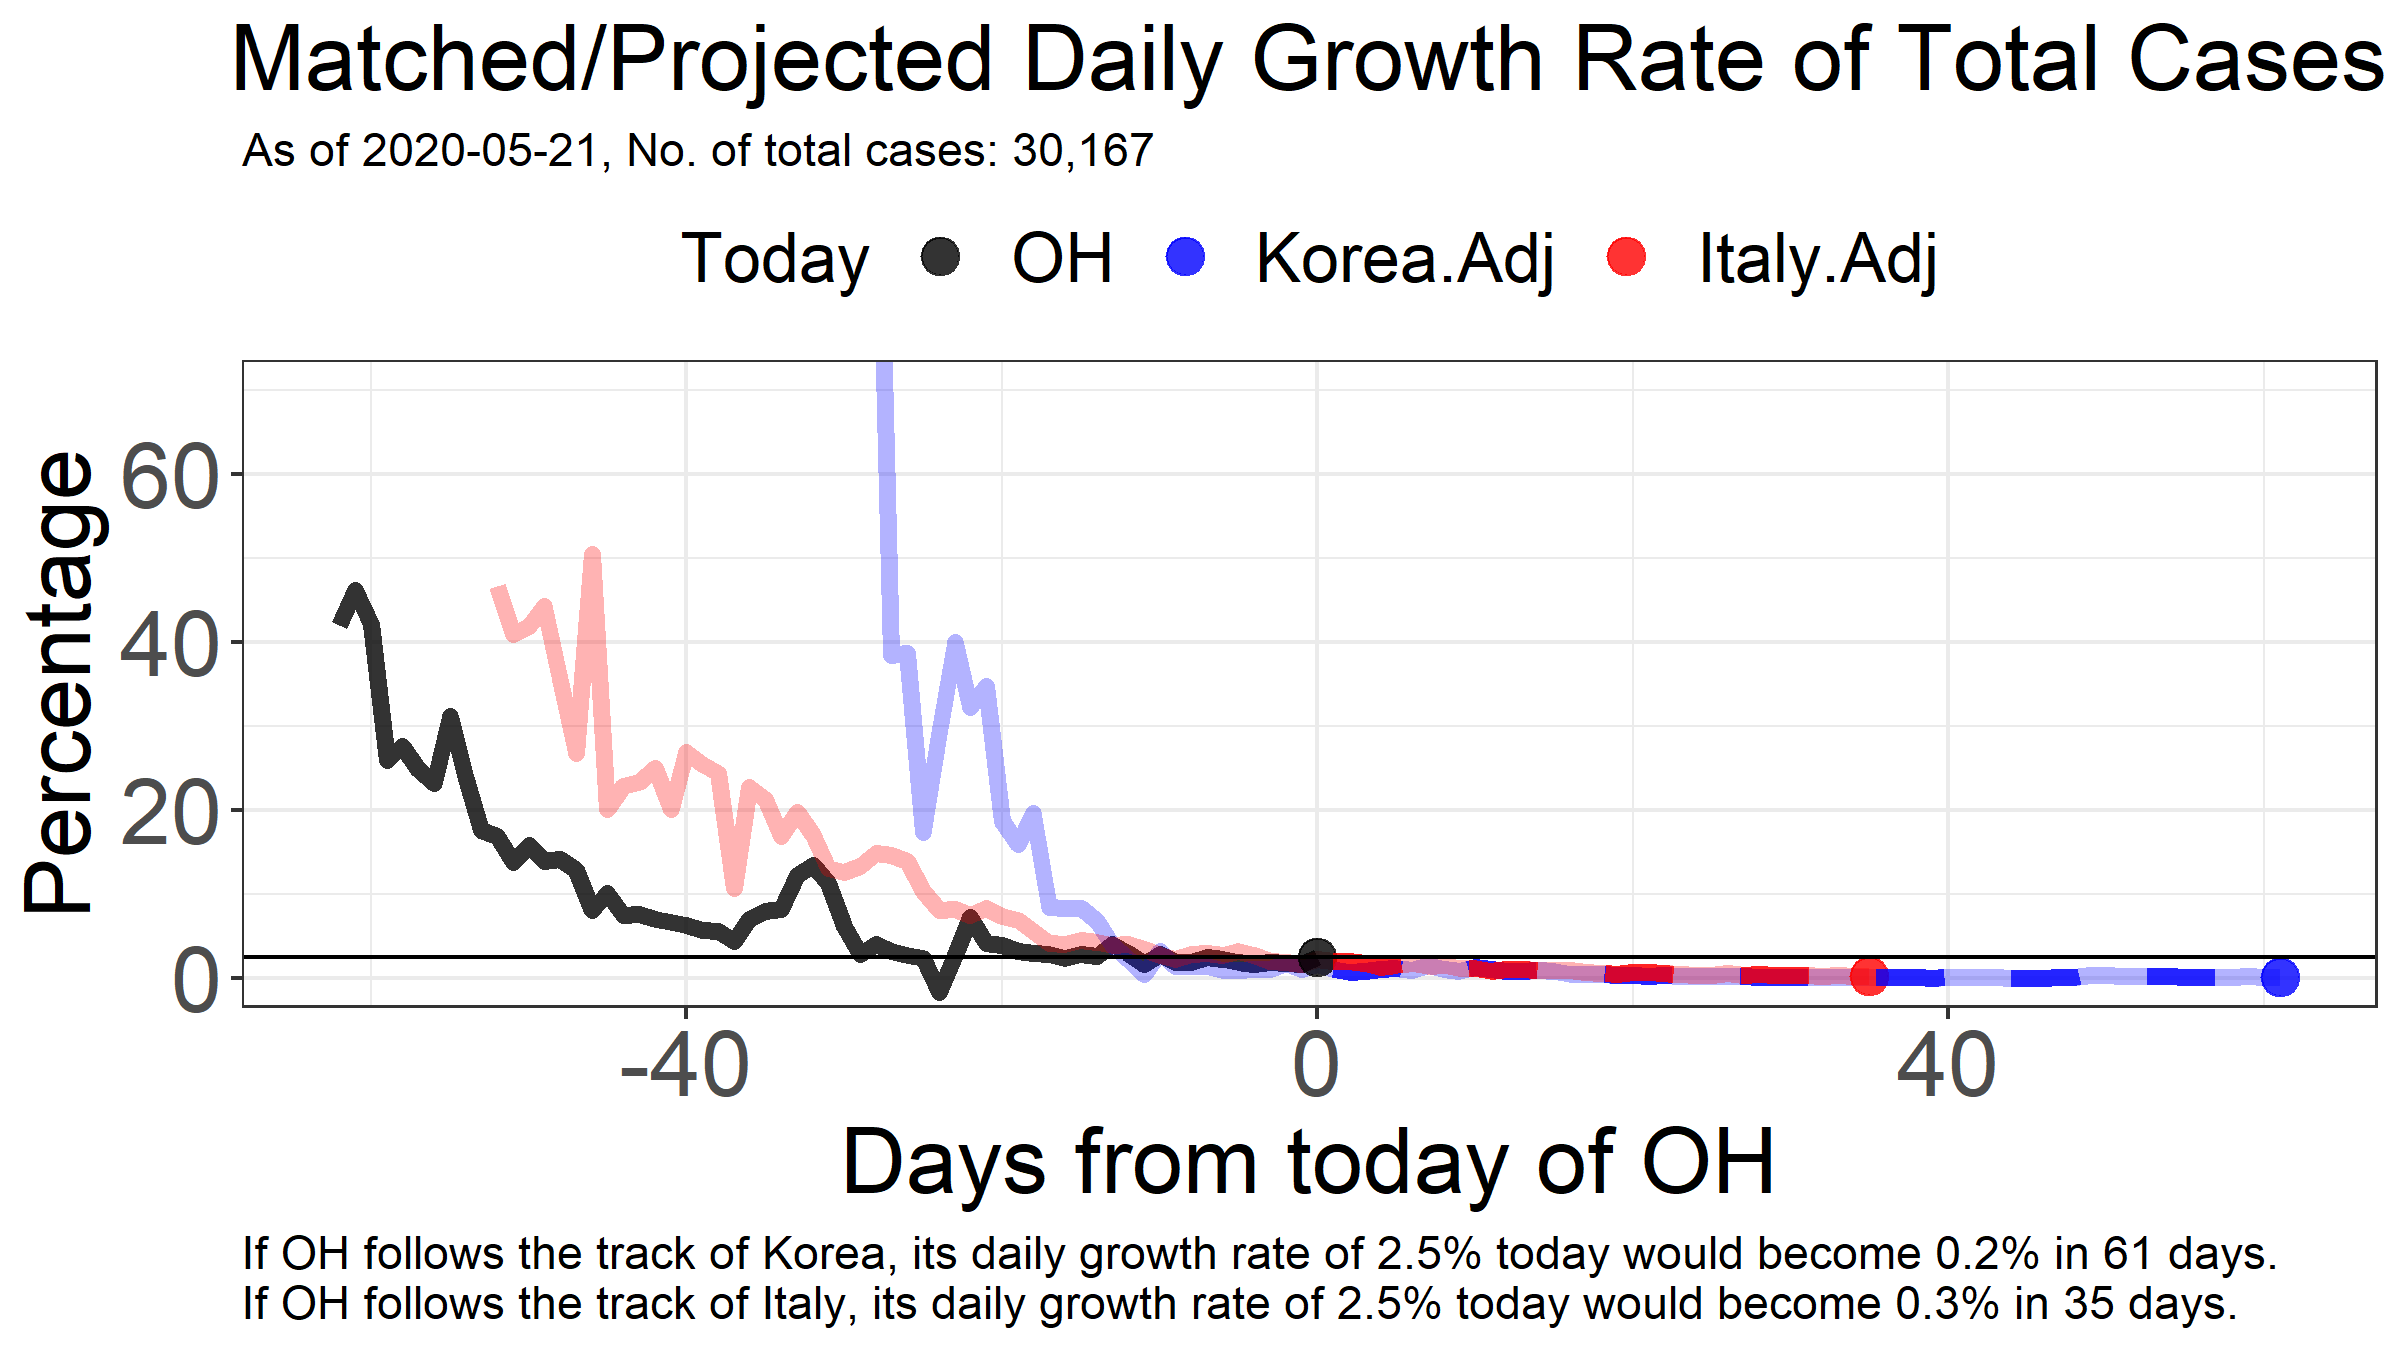 Matched/Projected Daily Growth Rate of Total Cases
As of 2020-05-21, No. of total cases: 30,167
Today OH Korea.Adj Italy.Adj
Percentage
60
40
20
0
-40 0 40
Days from today of OH
If OH follows the track of Korea, its daily growth rate of 2.5% today would become 0.2% in 61 days.
If OH follows the track of Italy, its daily growth rate of 2.5% today would become 0.3% in 35 days.